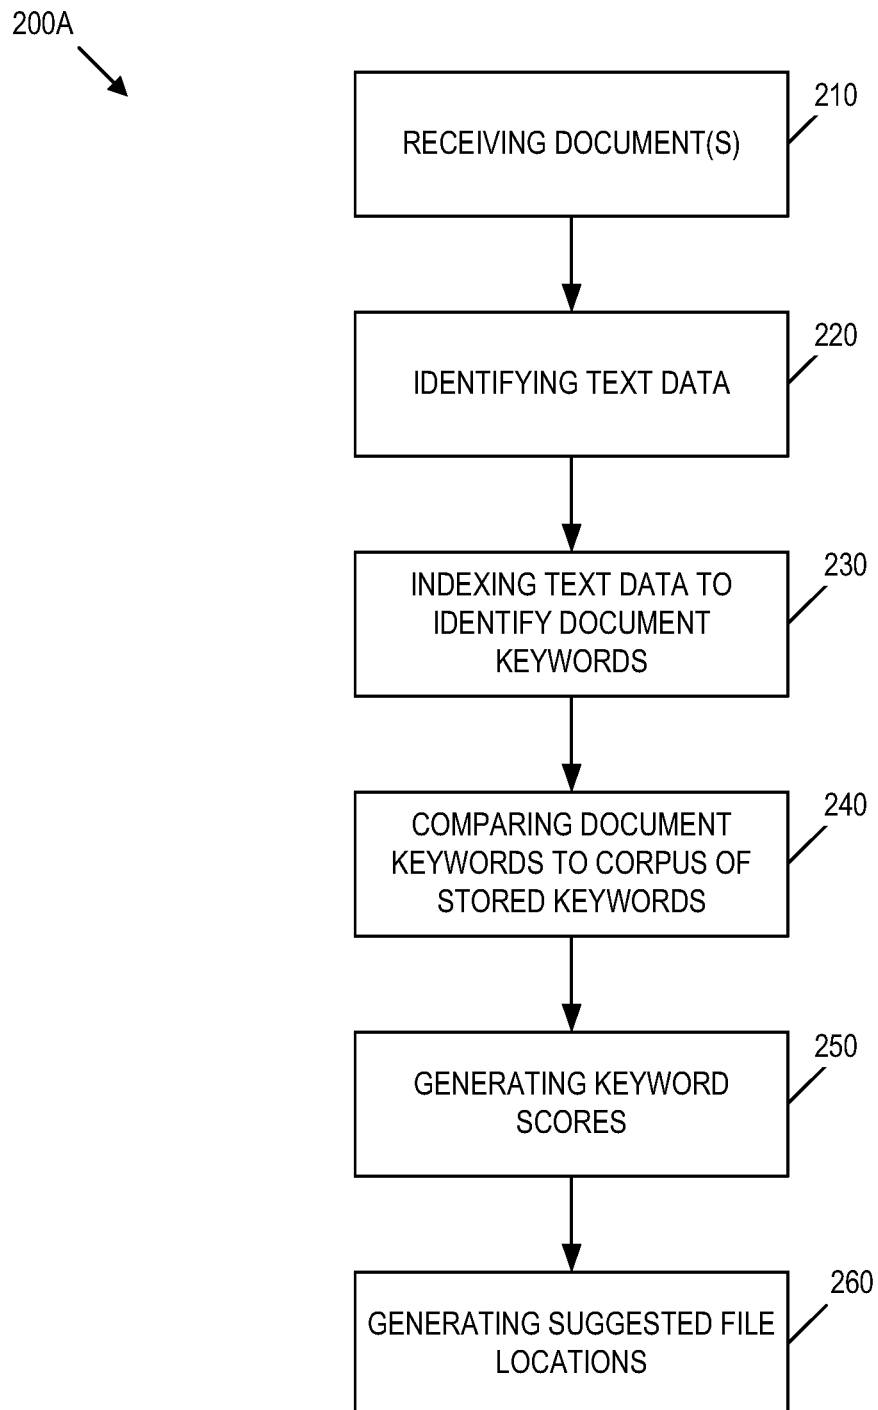 200A
210
RECEIVING DOCUMENT(S)
220
IDENTIFYING TEXT DATA
230
INDEXING TEXT DATA TO
IDENTIFY DOCUMENT
KEYWORDS
240
COMPARING DOCUMENT
KEYWORDS TO CORPUS OF
STORED KEYWORDS
250
GENERATING KEYWORD
SCORES
260
GENERATING SUGGESTED FILE
LOCATIONS